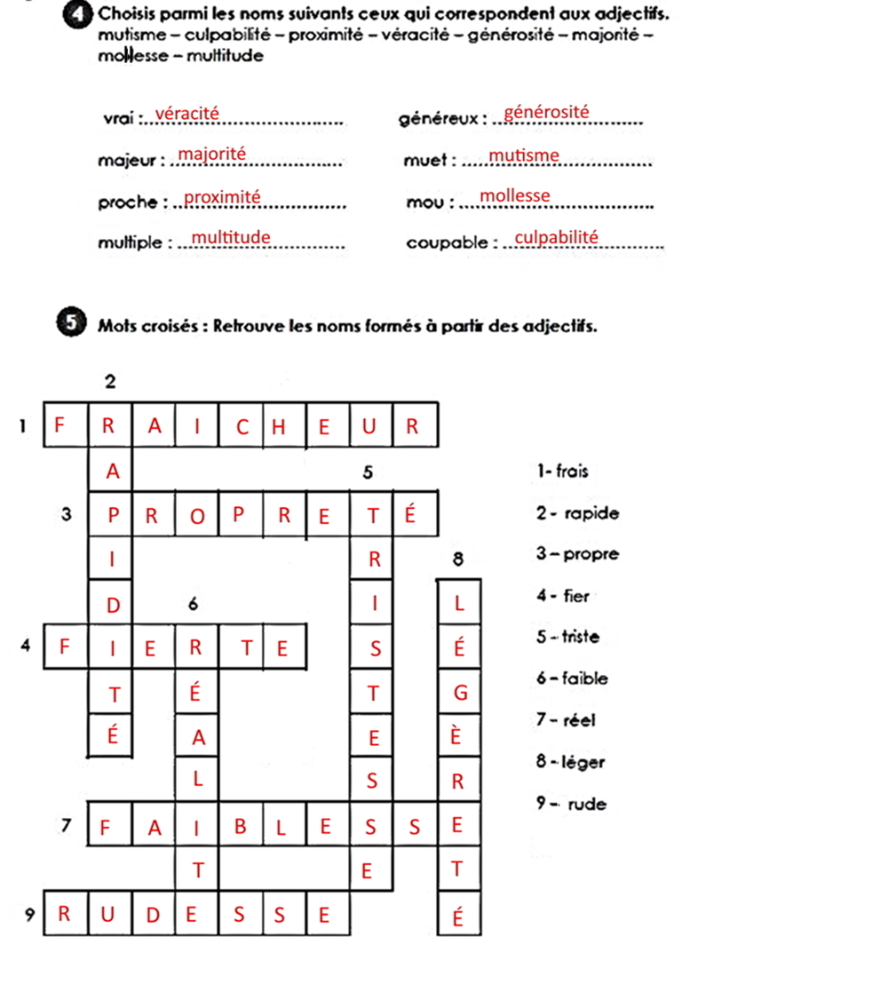 4 Choisis parmi les noms suivants ceux qui correspondent aux adjectifs.
mutisme – culpabilité – proximité – véracité – générosité – majorité –
mollesse – multitude
vrai : véracité généreux : générosité
majeur : majorité muet : mutisme
proche : proximité mou : mollesse
multiple : multitude coupable : culpabilité
5 Mots croisés : Retrouve les noms formés à partir des adjectifs.
2
1 F R A I C H E U R
A 5
3 P R O P R E T É
I R 8
D 6 I L
4 F I E R T E S É
T É T G
É A E È
L S R
7 F A I B L E S S E
T E T
9 R U D E S S E É
1- frais
2 - rapide
3 – propre
4 - fier
5 - triste
6 – faible
7 – réel
8 - léger
9 – rude